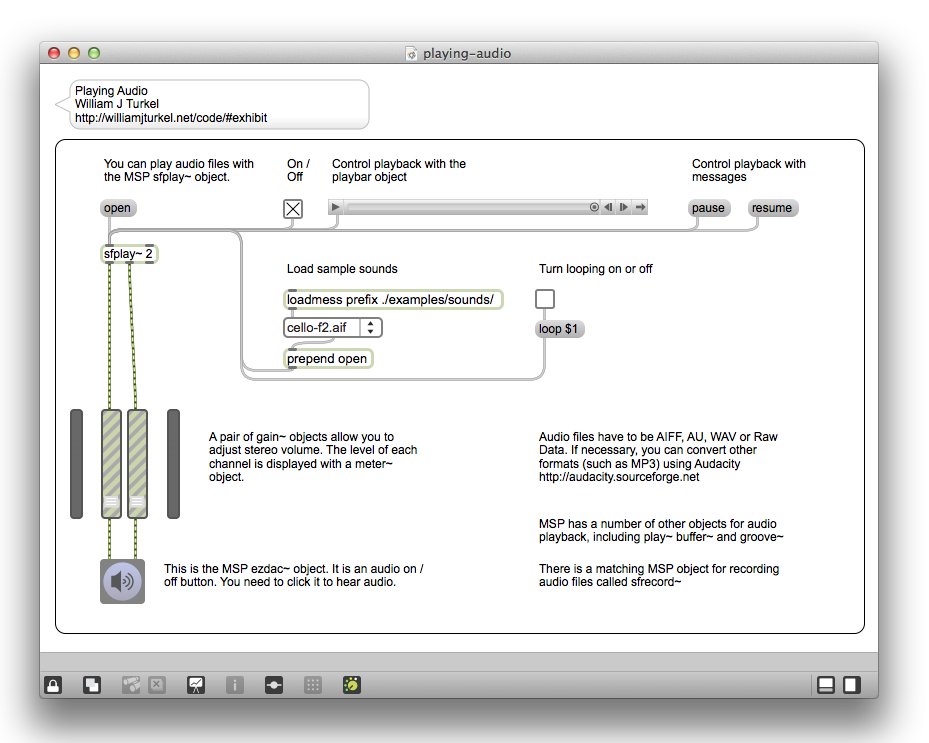 playing-audio
Playing Audio
William J Turkel
http://williamjturkel.net/code/#exhibit
You can play audio files with
the MSP sfplay~ object.
On /
Off
Control playback with the
playbar object
Control playback with
messages
open
pause
resume
sfplay~ 2
Load sample sounds
Turn looping on or off
loadmess prefix ./examples/sounds/
cello-f2.aif
loop $1
prepend open
A pair of gain~ objects allow you to
adjust stereo volume. The level of each
channel is displayed with a meter~
object.
Audio files have to be AIFF, AU, WAV or Raw
Data. If necessary, you can convert other
formats (such as MP3) using Audacity
http://audacity.sourceforge.net
MSP has a number of other objects for audio
playback, including play~ buffer~ and groove~
This is the MSP ezdac~ object. It is an audio on /
off button. You need to click it to hear audio.
There is a matching MSP object for recording
audio files called sfrecord~